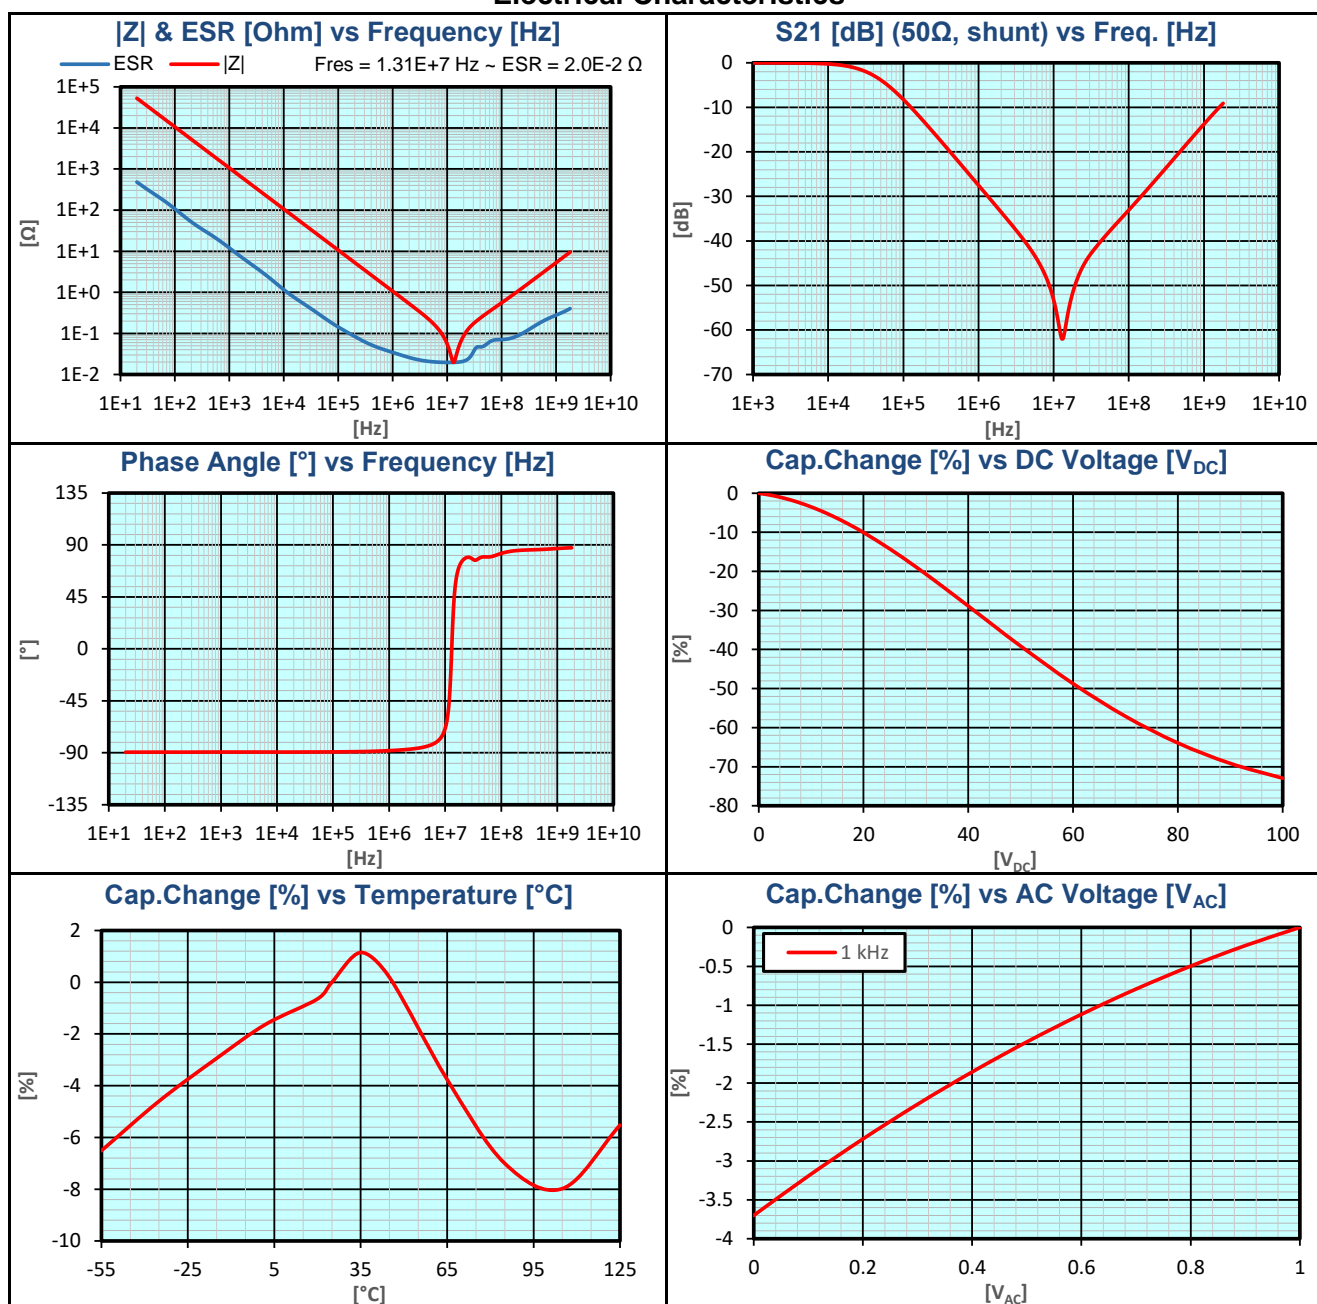 Electrical Characteristics
|Z| & ESR [Ohm] vs Frequency [Hz]
ESR
|Z|
Fres = 1.31E+7 Hz ~ ESR = 2.0E-2 Ω
1E+5
1E+4
1E+3
1E+2
1E+1
1E+0
1E-1
1E-2
[Ω]
1E+1 1E+2 1E+3 1E+4 1E+5 1E+6 1E+7 1E+8 1E+9 1E+10
[Hz]
S21 [dB] (50Ω, shunt) vs Freq. [Hz]
0
-10
-20
-30
-40
-50
-60
-70
[dB]
1E+3 1E+4 1E+5 1E+6 1E+7 1E+8 1E+9 1E+10
[Hz]
Phase Angle [°] vs Frequency [Hz]
135
90
45
0
-45
-90
-135
[°]
1E+1 1E+2 1E+3 1E+4 1E+5 1E+6 1E+7 1E+8 1E+9 1E+10
[Hz]
Cap.Change [%] vs DC Voltage [VDC]
0
-10
-20
-30
-40
-50
-60
-70
-80
[%]
0 20 40 60 80 100
[VDC]
Cap.Change [%] vs Temperature [°C]
2
0
-2
-4
-6
-8
-10
[%]
-55 -25 5 35 65 95 125
[°C]
Cap.Change [%] vs AC Voltage [VAC]
1 kHz
0
-0.5
-1
-1.5
-2
-2.5
-3
-3.5
-4
[%]
0 0.2 0.4 0.6 0.8 1
[VAC]